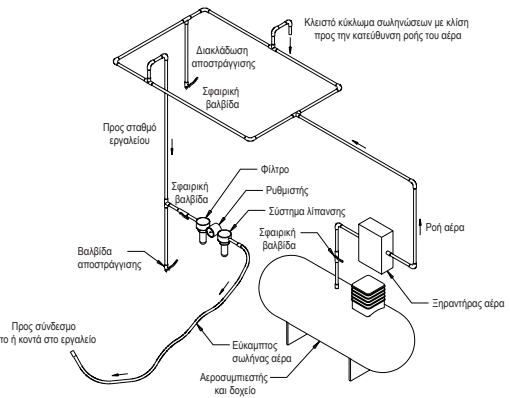 Κλειστό κύκλωμα σωληνώσεων με κλίση
προς την κατεύθυνση ροής του αέρα
Διακλάδωση
αποστράγγισης
Σφαιρική
βαλβίδα
Προς σταθμό
εργαλείου
Φίλτρο
Σφαιρική
βαλβίδα
Ρυθμιστής
Σύστημα λίπανσης
Σφαιρική
βαλβίδα
Ροή αέρα
Βαλβίδα
αποστράγγισης
Ξηραντήρας αέρα
Προς σύνδεσμο
το ή κοντά στο εργαλείο
Εύκαμπτος
σωλήνας αέρα
Αεροσυμπιεστής
και δοχείο